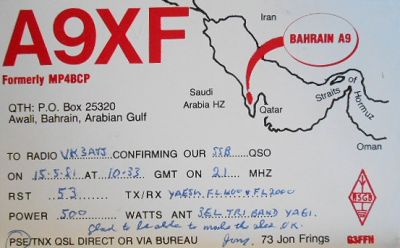 A9XF
Formerly MP4BCP
QTH: P.O. Box 25320
Awali, Bahrain, Arabian Gulf
Iran
BAHRAIN A9
Saudi
Arabia HZ
Qatar
Straits of Hormuz
Oman
TO RADIO VK3ATJ CONFIRMING OUR SSB QSO
ON 15.5.81 AT 10.33 GMT ON 21 MHZ
RST 53 TX/RX YAESU FL400 & FL2000
POWER 500 WATTS ANT 5EL TRI BAND YAGI.
Glad to be able to make the skd OK.
PSE/TNX QSL DIRECT OR VIA BUREAU 73 Jon Frings
RSGB
G3FFH